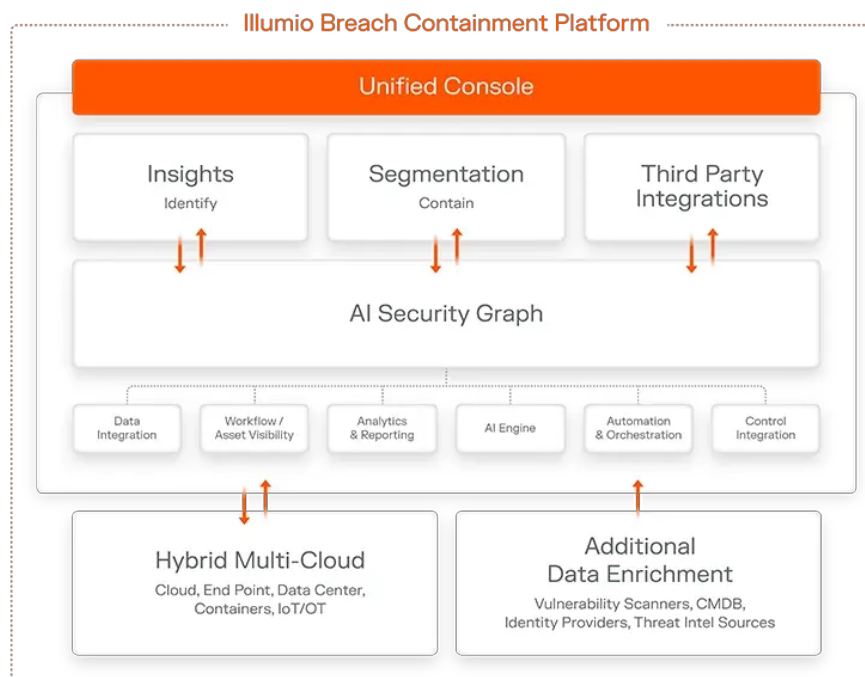 Illumio Breach Containment Platform
Unified Console
Insights
Identify
Segmentation
Contain
Third Party
Integrations
AI Security Graph
Data
Integration
Workflow /
Asset Visibility
Analytics
& Reporting
AI Engine
Automation
& Orchestration
Control
Integration
Hybrid Multi-Cloud
Cloud, End Point, Data Center,
Containers, IoT/OT
Additional
Data Enrichment
Vulnerability Scanners, CMDB,
Identity Providers, Threat Intel Sources